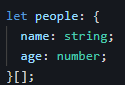 let people: {
  name: string;
  age: number;
}[];